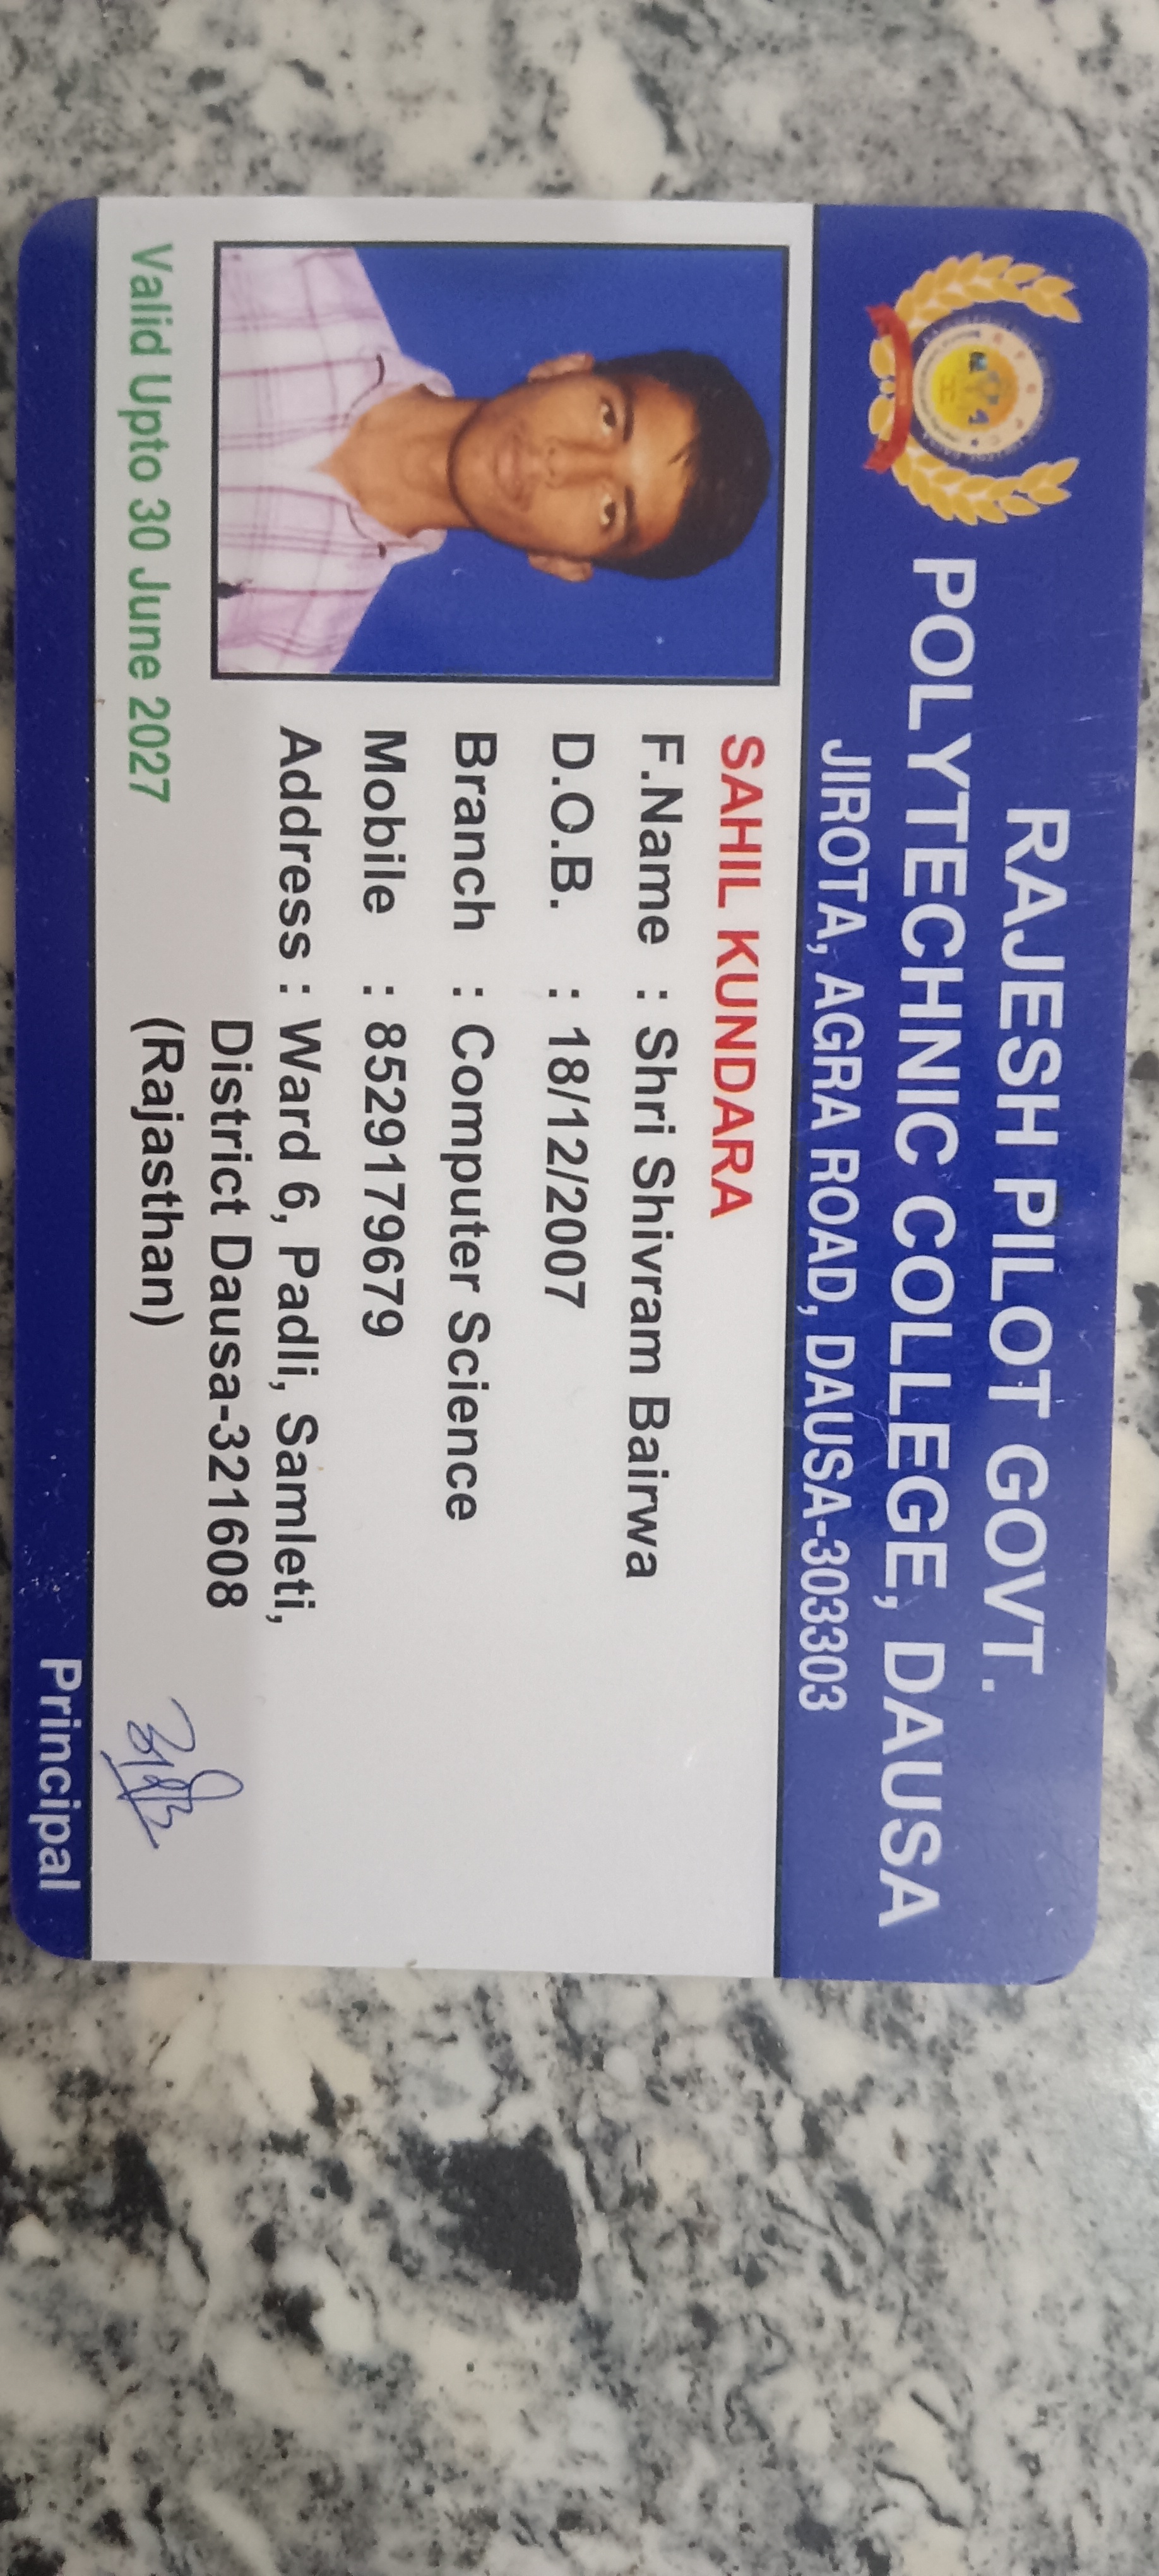 RAJESH PILOT GOVT.
POLYTECHNIC COLLEGE, DAUSA
JIROTA, AGRA ROAD, DAUSA-303303
SAHIL KUNDARA
F.Name : Shri Shivram Bairwa
D.O.B. : 18/12/2007
Branch : Computer Science
Mobile : 8529179679
Address : Ward 6, Padli, Samleti,
District Dausa-321608
(Rajasthan)
Valid Upto 30 June 2027
Principal